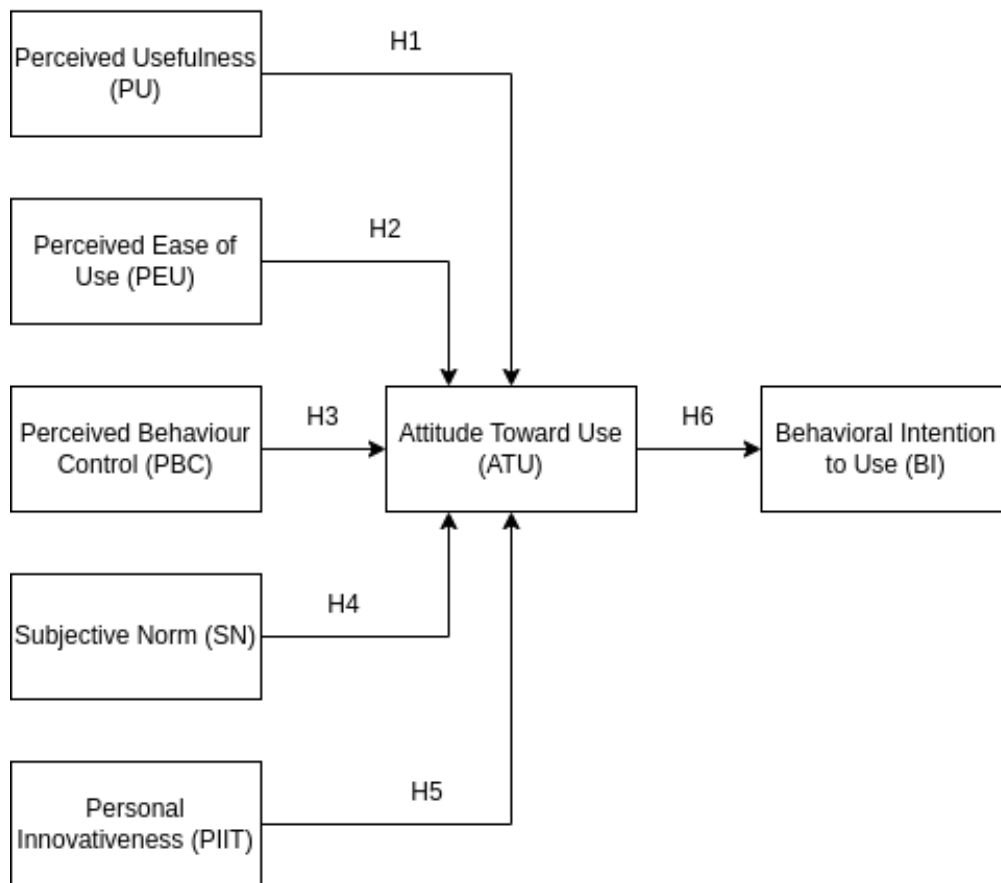 Perceived Usefulness
(PU)
H1
Perceived Ease of
Use (PEU)
H2
Perceived Behaviour
Control (PBC)
H3
Attitude Toward Use
(ATU)
H6
Behavioral Intention
to Use (BI)
Subjective Norm (SN)
H4
Personal
Innovativeness (PIIT)
H5